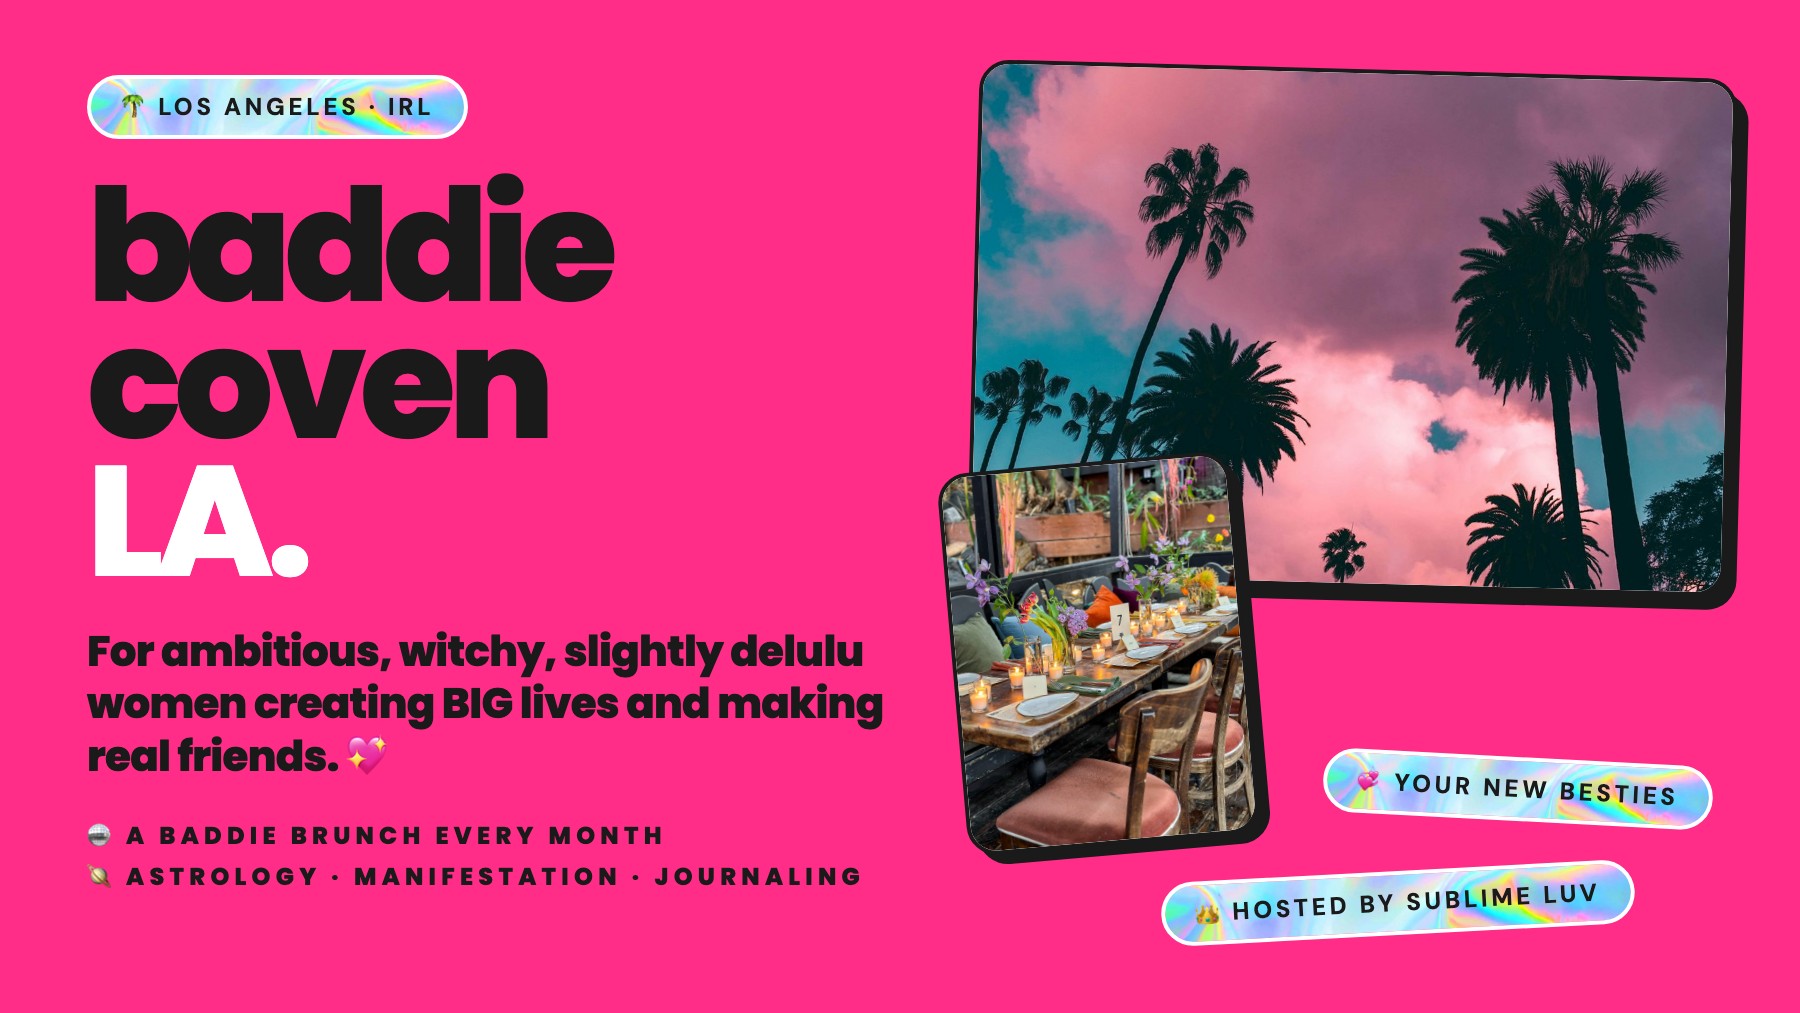 🌴 LOS ANGELES · IRL
baddie
coven
LA.
For ambitious, witchy, slightly delulu
women creating BIG lives and making
real friends. 💖
🪩 A BADDIE BRUNCH EVERY MONTH
🪐 ASTROLOGY · MANIFESTATION · JOURNALING
7
💞 YOUR NEW BESTIES
👑 HOSTED BY SUBLIME LUV